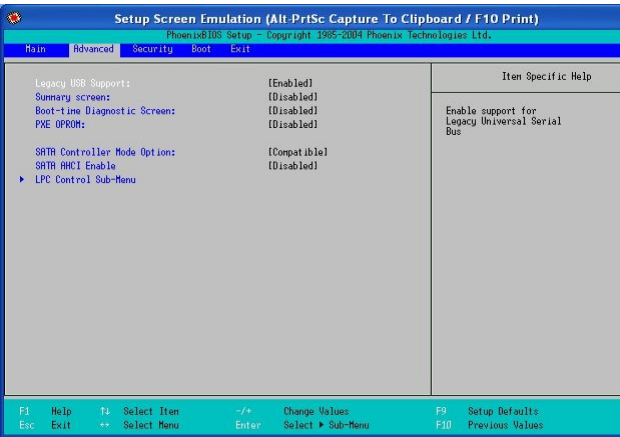 Setup Screen Emulation (Alt-PrtSc Capture To Clipboard / F10 Print)
PhoenixBIOS Setup - Copyright 1985-2004 Phoenix Technologies Ltd.
Main Advanced Security Boot Exit
Item Specific Help
Legacy USB Support: [Enabled]
Summary screen: [Disabled]
Boot-time Diagnostic Screen: [Disabled]
PXE OPROM: [Disabled]
SATA Controller Mode Option: [Compatible]
SATA AHCI Enable [Disabled]
LPC Control Sub-Menu
Enable support for
Legacy Universal Serial
Bus
F1 Help ↑↓ Select Item -/+ Change Values F9 Setup Defaults
Esc Exit ↔ Select Menu Enter Select ▶ Sub-Menu F10 Previous Values